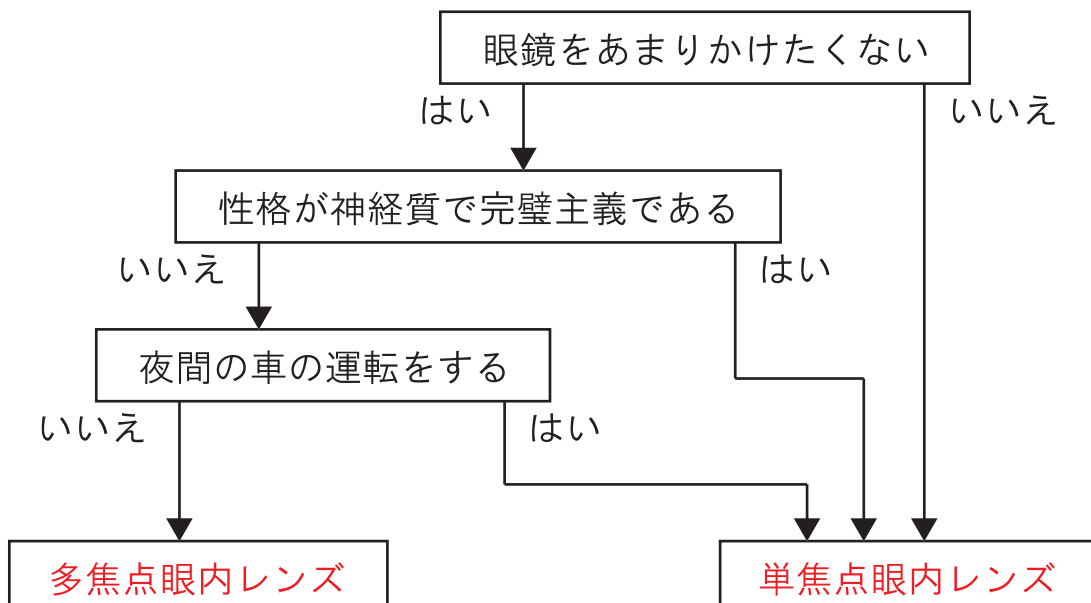 眼鏡をあまりかけたくない
はい
いいえ
性格が神経質で完璧主義である
いいえ
はい
夜間の車の運転をする
いいえ
はい
多焦点眼内レンズ
単焦点眼内レンズ